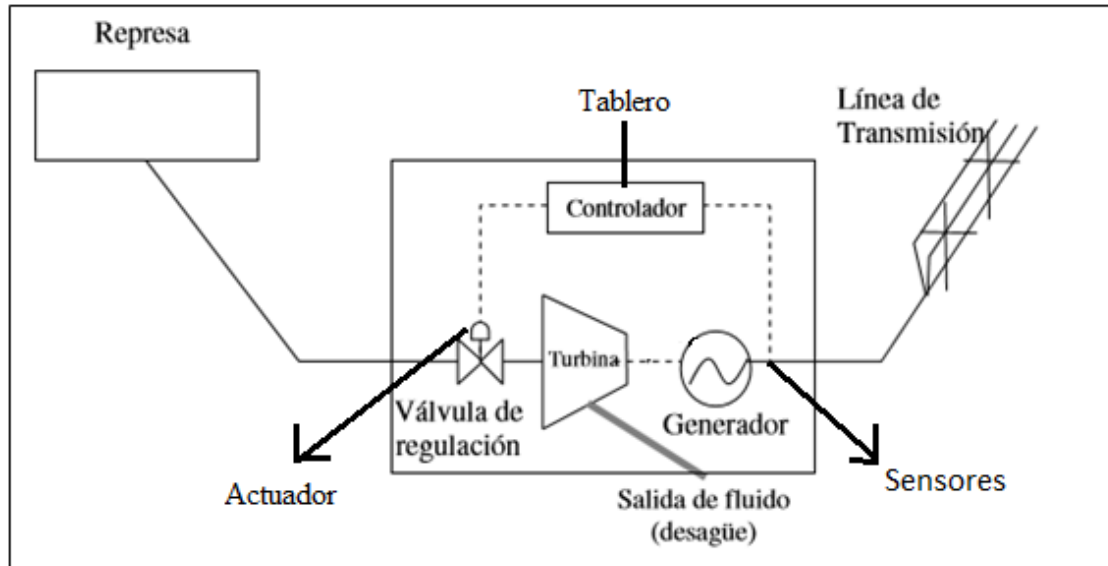 Represa
Tablero
Línea de
Transmisión
Controlador
Turbina
Válvula de
regulación
Generador
Actuador
Sensores
Salida de fluido
(desagüe)